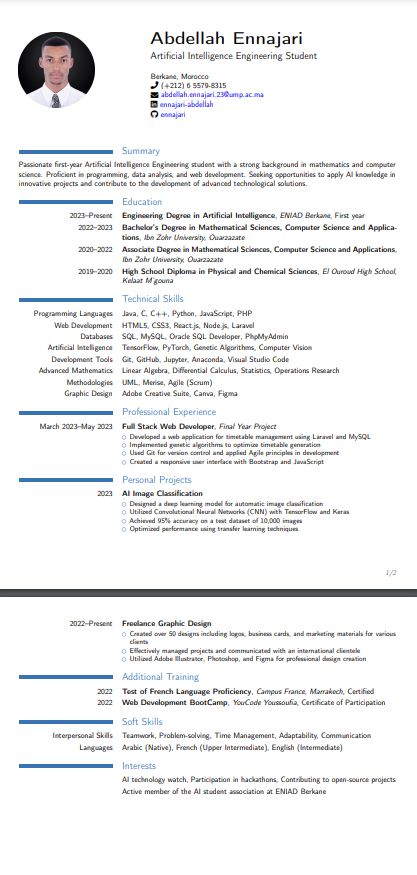 Abdellah Ennajari
Artificial Intelligence Engineering Student
Berkane, Morocco
(+212) 6 5579-8315
abdellah.ennajari.23@ump.ac.ma
ennajari-abdellah
ennajari
Summary
Passionate first-year Artificial Intelligence Engineering student with a strong background in mathematics and computer
science. Proficient in programming, data analysis, and web development. Seeking opportunities to apply AI knowledge in
innovative projects and contribute to the development of advanced technological solutions.
Education
2023–Present Engineering Degree in Artificial Intelligence, ENIAD Berkane, First year
2022–2023 Bachelor's Degree in Mathematical Sciences, Computer Science and Applica-
tions, Ibn Zohr University, Ouarzazate
2020–2022 Associate Degree in Mathematical Sciences, Computer Science and Applications,
Ibn Zohr University, Ouarzazate
2019–2020 High School Diploma in Physical and Chemical Sciences, El Ouroud High School,
Kelaat M'gouna
Technical Skills
Programming Languages Java, C, C++, Python, JavaScript, PHP
Web Development HTML5, CSS3, React.js, Node.js, Laravel
Databases SQL, MySQL, Oracle SQL Developer, PhpMyAdmin
Artificial Intelligence TensorFlow, PyTorch, Genetic Algorithms, Computer Vision
Development Tools Git, GitHub, Jupyter, Anaconda, Visual Studio Code
Advanced Mathematics Linear Algebra, Differential Calculus, Statistics, Operations Research
Methodologies UML, Merise, Agile (Scrum)
Graphic Design Adobe Creative Suite, Canva, Figma
Professional Experience
March 2023–May 2023 Full Stack Web Developer, Final Year Project
○ Developed a web application for timetable management using Laravel and MySQL
○ Implemented genetic algorithms to optimize timetable generation
○ Used Git for version control and applied Agile principles in development
○ Created a responsive user interface with Bootstrap and JavaScript
Personal Projects
2023 AI Image Classification
○ Designed a deep learning model for automatic image classification
○ Utilized Convolutional Neural Networks (CNN) with TensorFlow and Keras
○ Achieved 95% accuracy on a test dataset of 10,000 images
○ Optimized performance using transfer learning techniques
1/2
2022–Present Freelance Graphic Design
○ Created over 50 designs including logos, business cards, and marketing materials for various
clients
○ Effectively managed projects and communicated with an international clientele
○ Utilized Adobe Illustrator, Photoshop, and Figma for professional design creation
Additional Training
2022 Test of French Language Proficiency, Campus France, Marrakech, Certified
2022 Web Development BootCamp, YouCode Youssoufia, Certificate of Participation
Soft Skills
Interpersonal Skills Teamwork, Problem-solving, Time Management, Adaptability, Communication
Languages Arabic (Native), French (Upper Intermediate), English (Intermediate)
Interests
AI technology watch, Participation in hackathons, Contributing to open-source projects
Active member of the AI student association at ENIAD Berkane